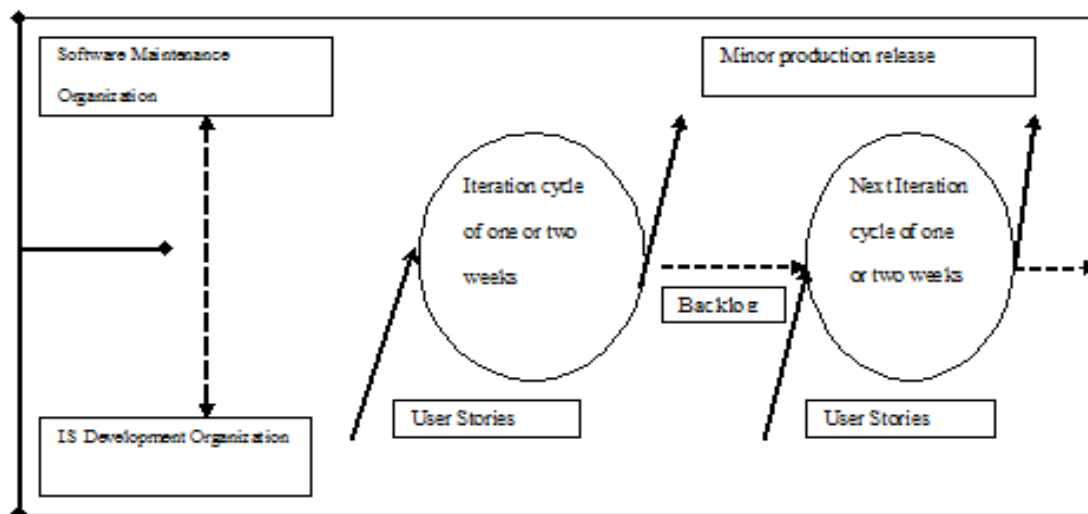 Software Maintenance
Organization
Minor production release
Iteration cycle
of one or two
weeks
Next Iteration
cycle of one
or two weeks
Backlog
User Stories
User Stories
I.S Development Organization